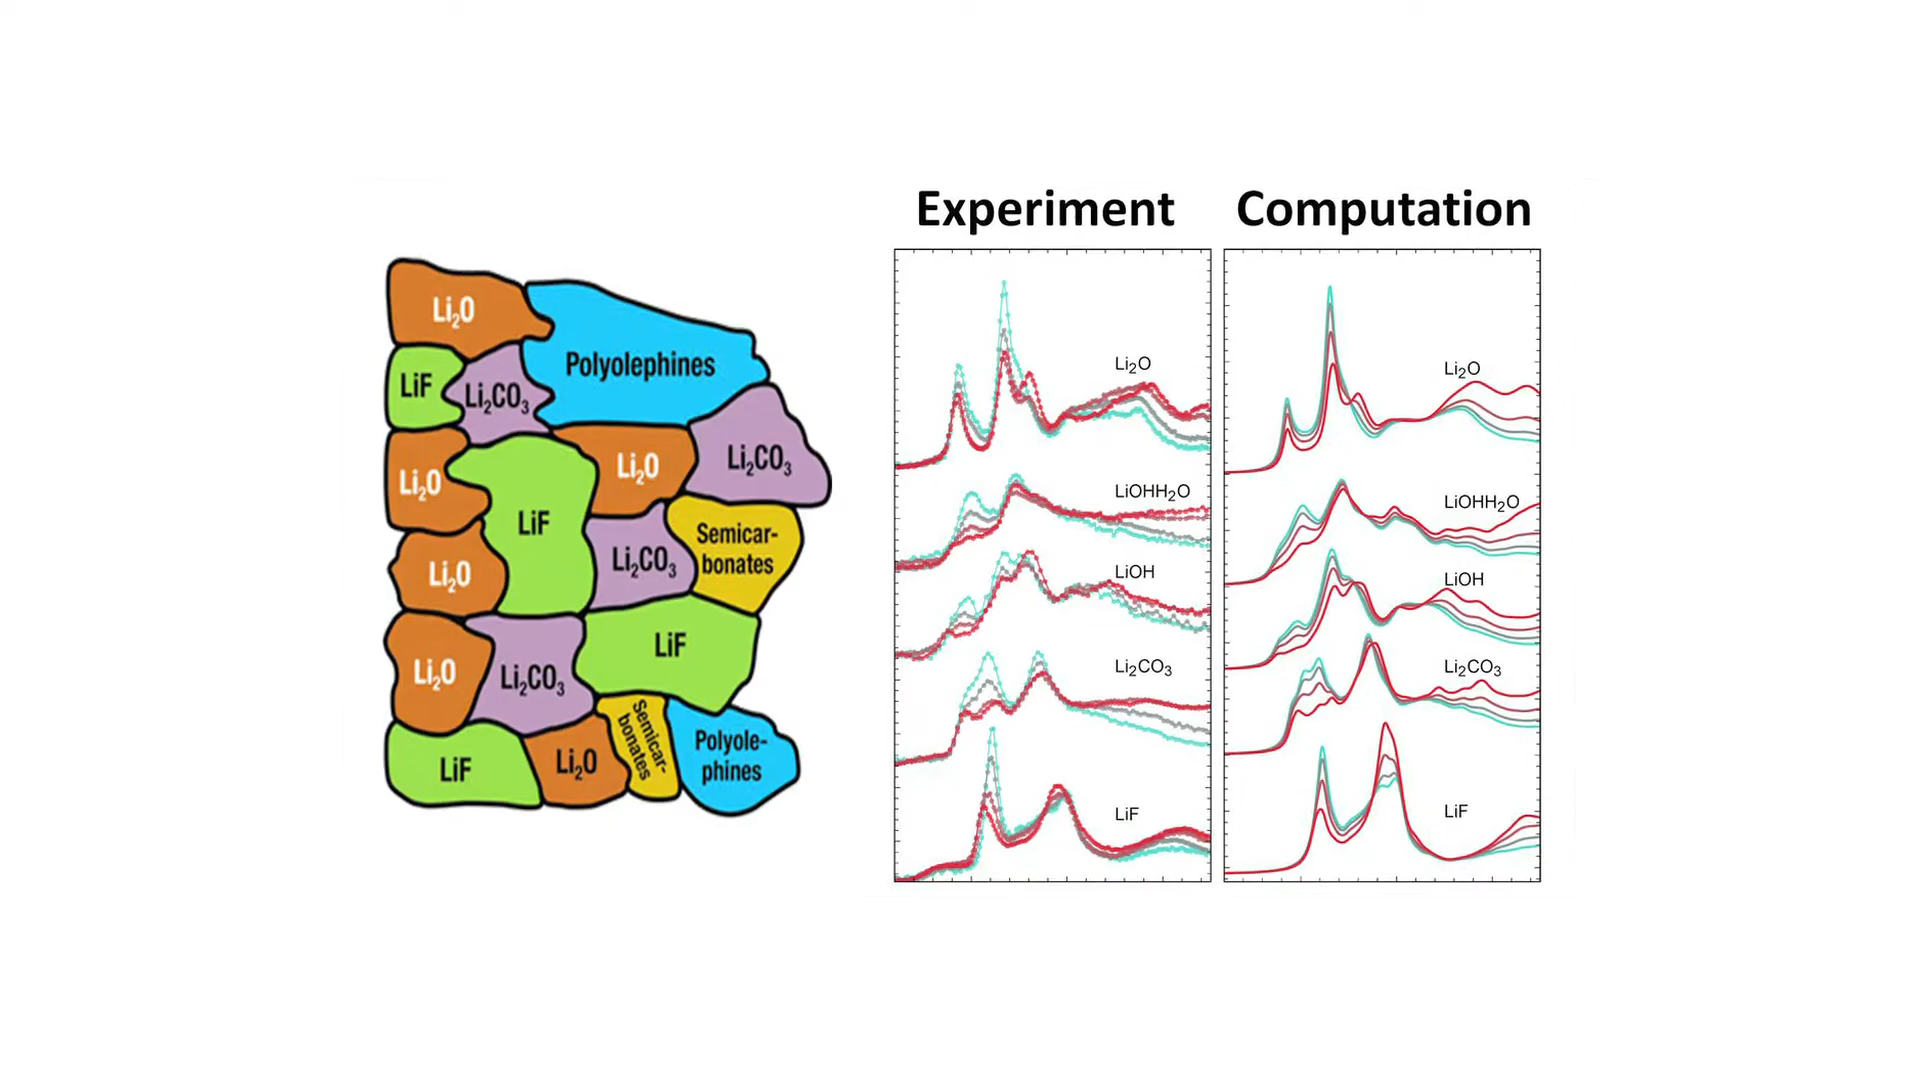 Experiment
Computation
Li₂O
Polyolephines
LiF
Li₂CO₃
Li₂O
Li₂CO₃
Li₂O
LiF
Semicar-
bonates
Li₂CO₃
Li₂O
LiF
Li₂O
Li₂CO₃
Semicar-
bonates
Polyole-
phines
LiF
Li₂O
Li₂O
LiOHH₂O
LiOH
Li₂CO₃
LiF
Li₂O
LiOHH₂O
LiOH
Li₂CO₃
LiF